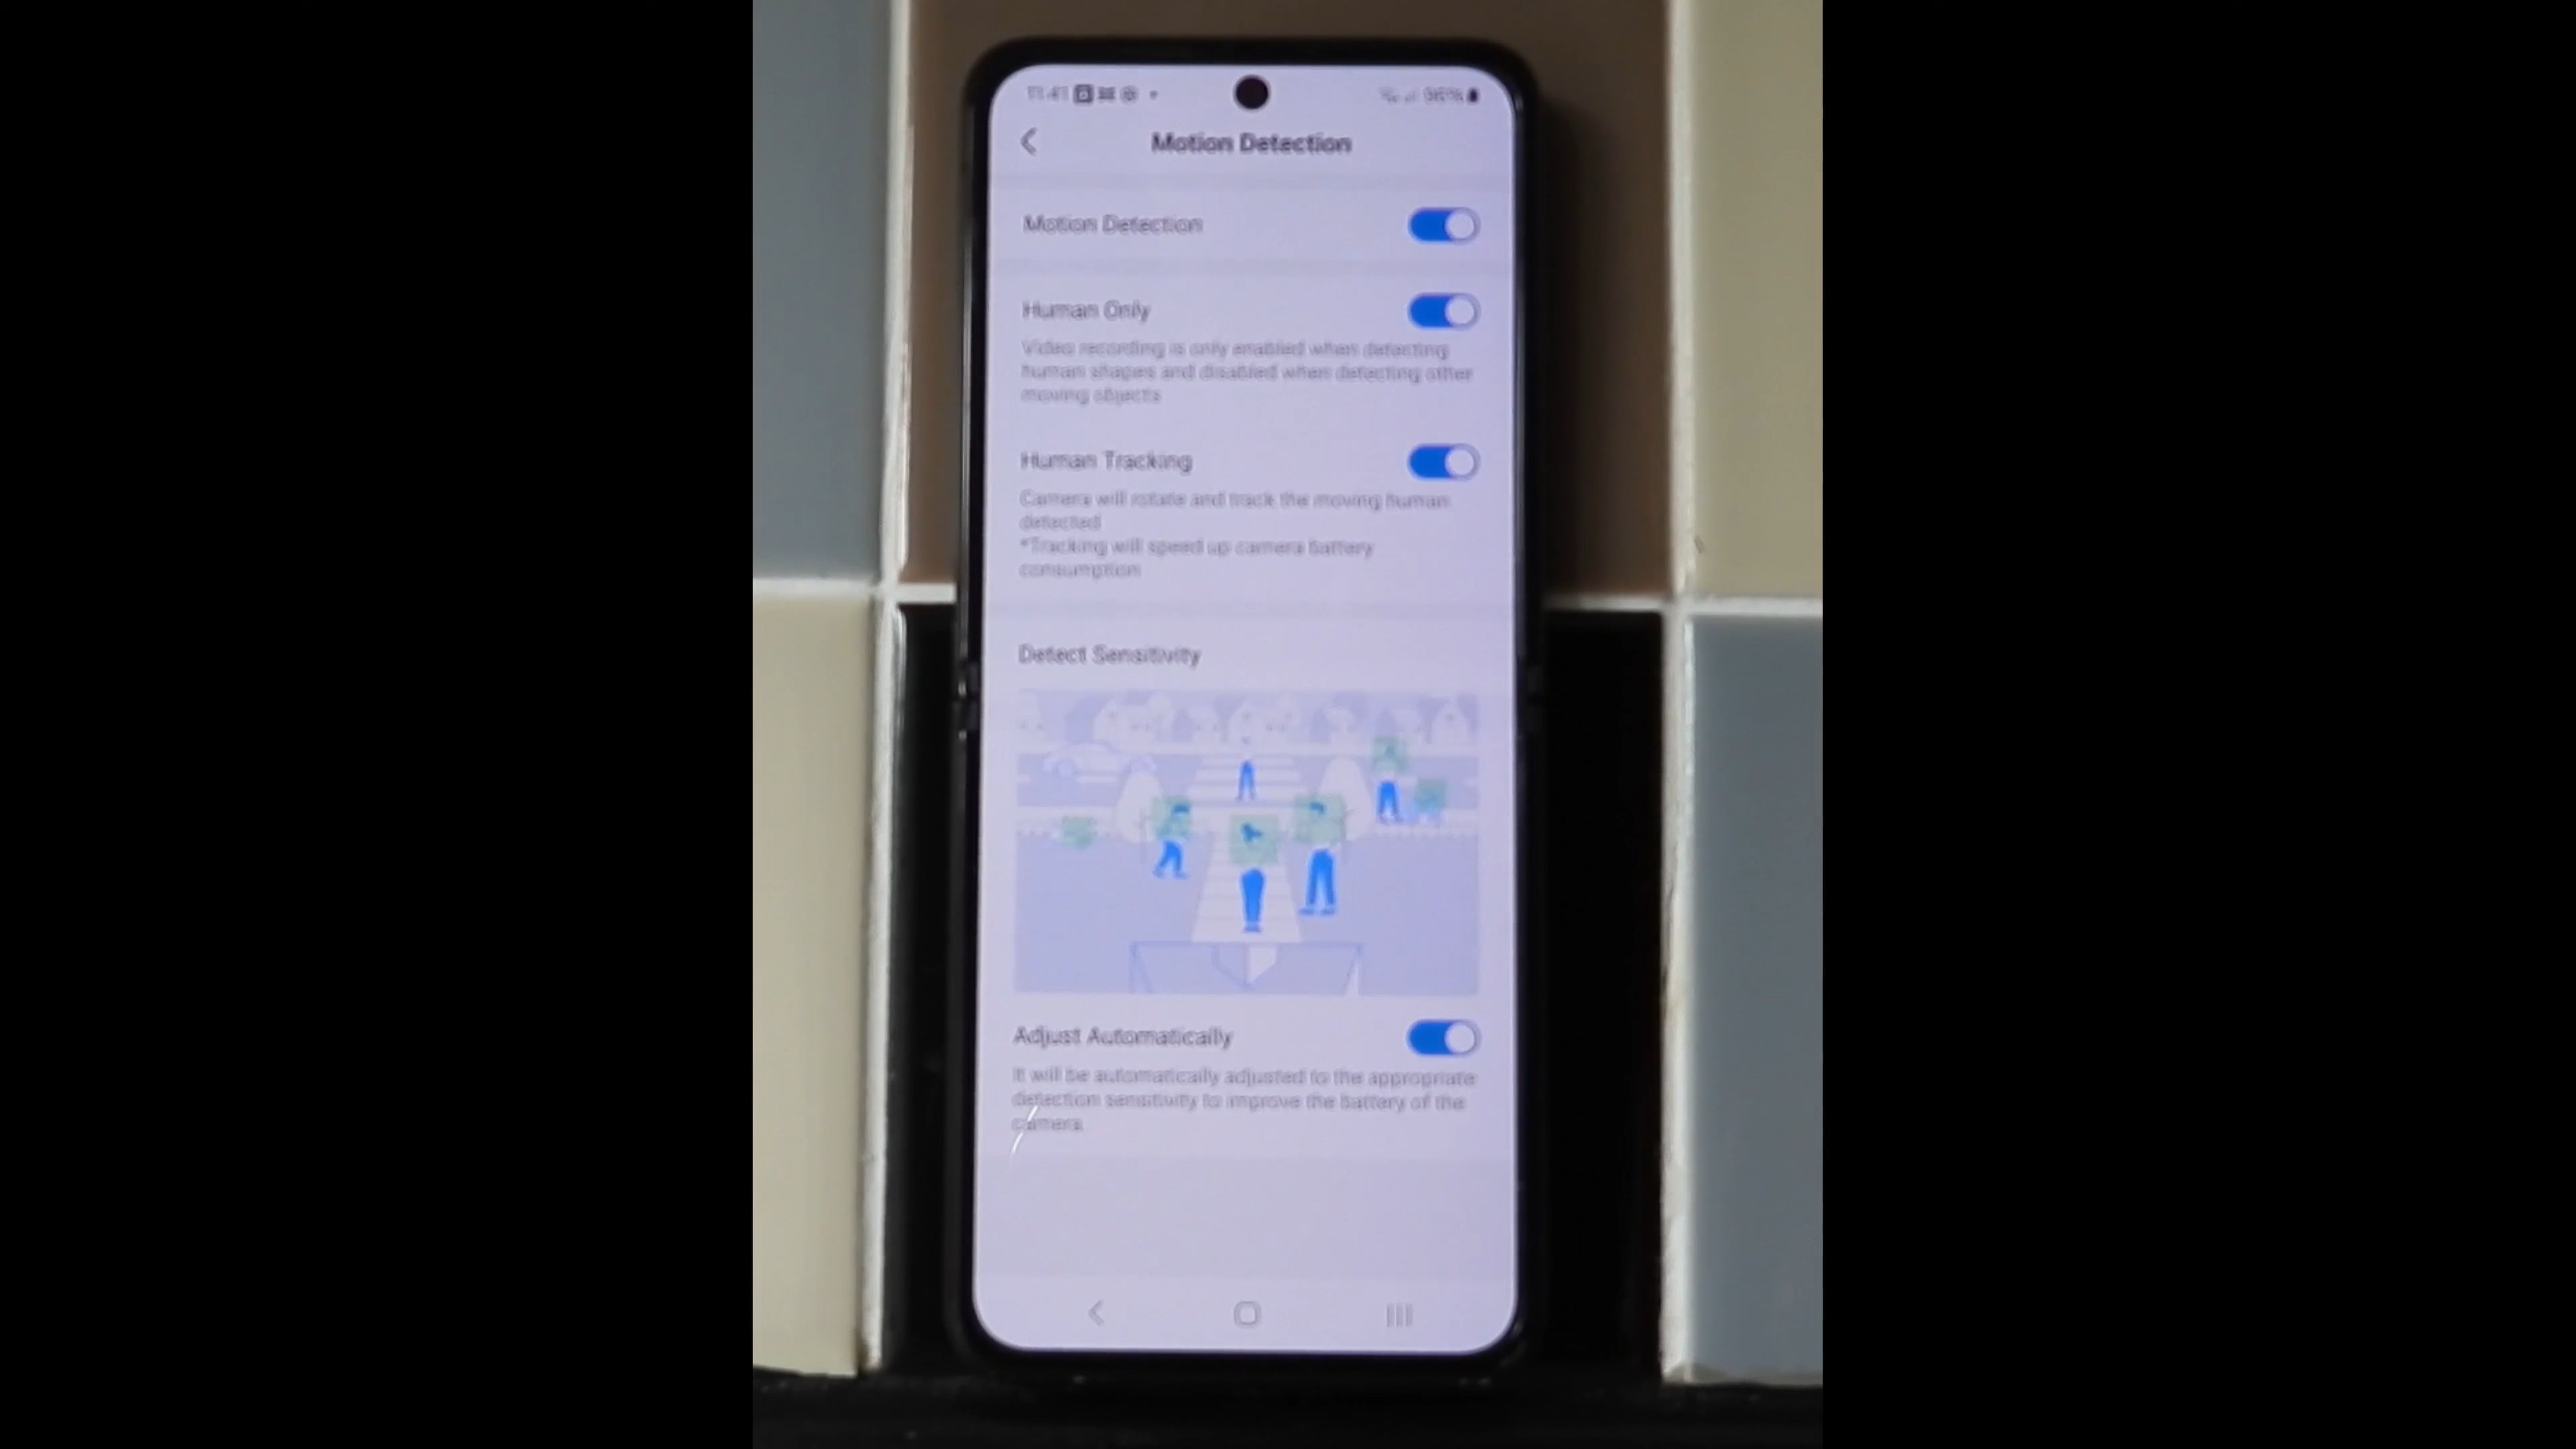 11:41
Motion Detection
Motion Detection
Human Only
Video recording is only enabled when detecting
human shapes and disabled when detecting other
moving objects
Human Tracking
Camera will rotate and track the moving human
detected
*Tracking will speed up camera battery
consumption
Detect Sensitivity
Adjust Automatically
It will be automatically adjusted to the appropriate
detection sensitivity to improve the battery of the
camera